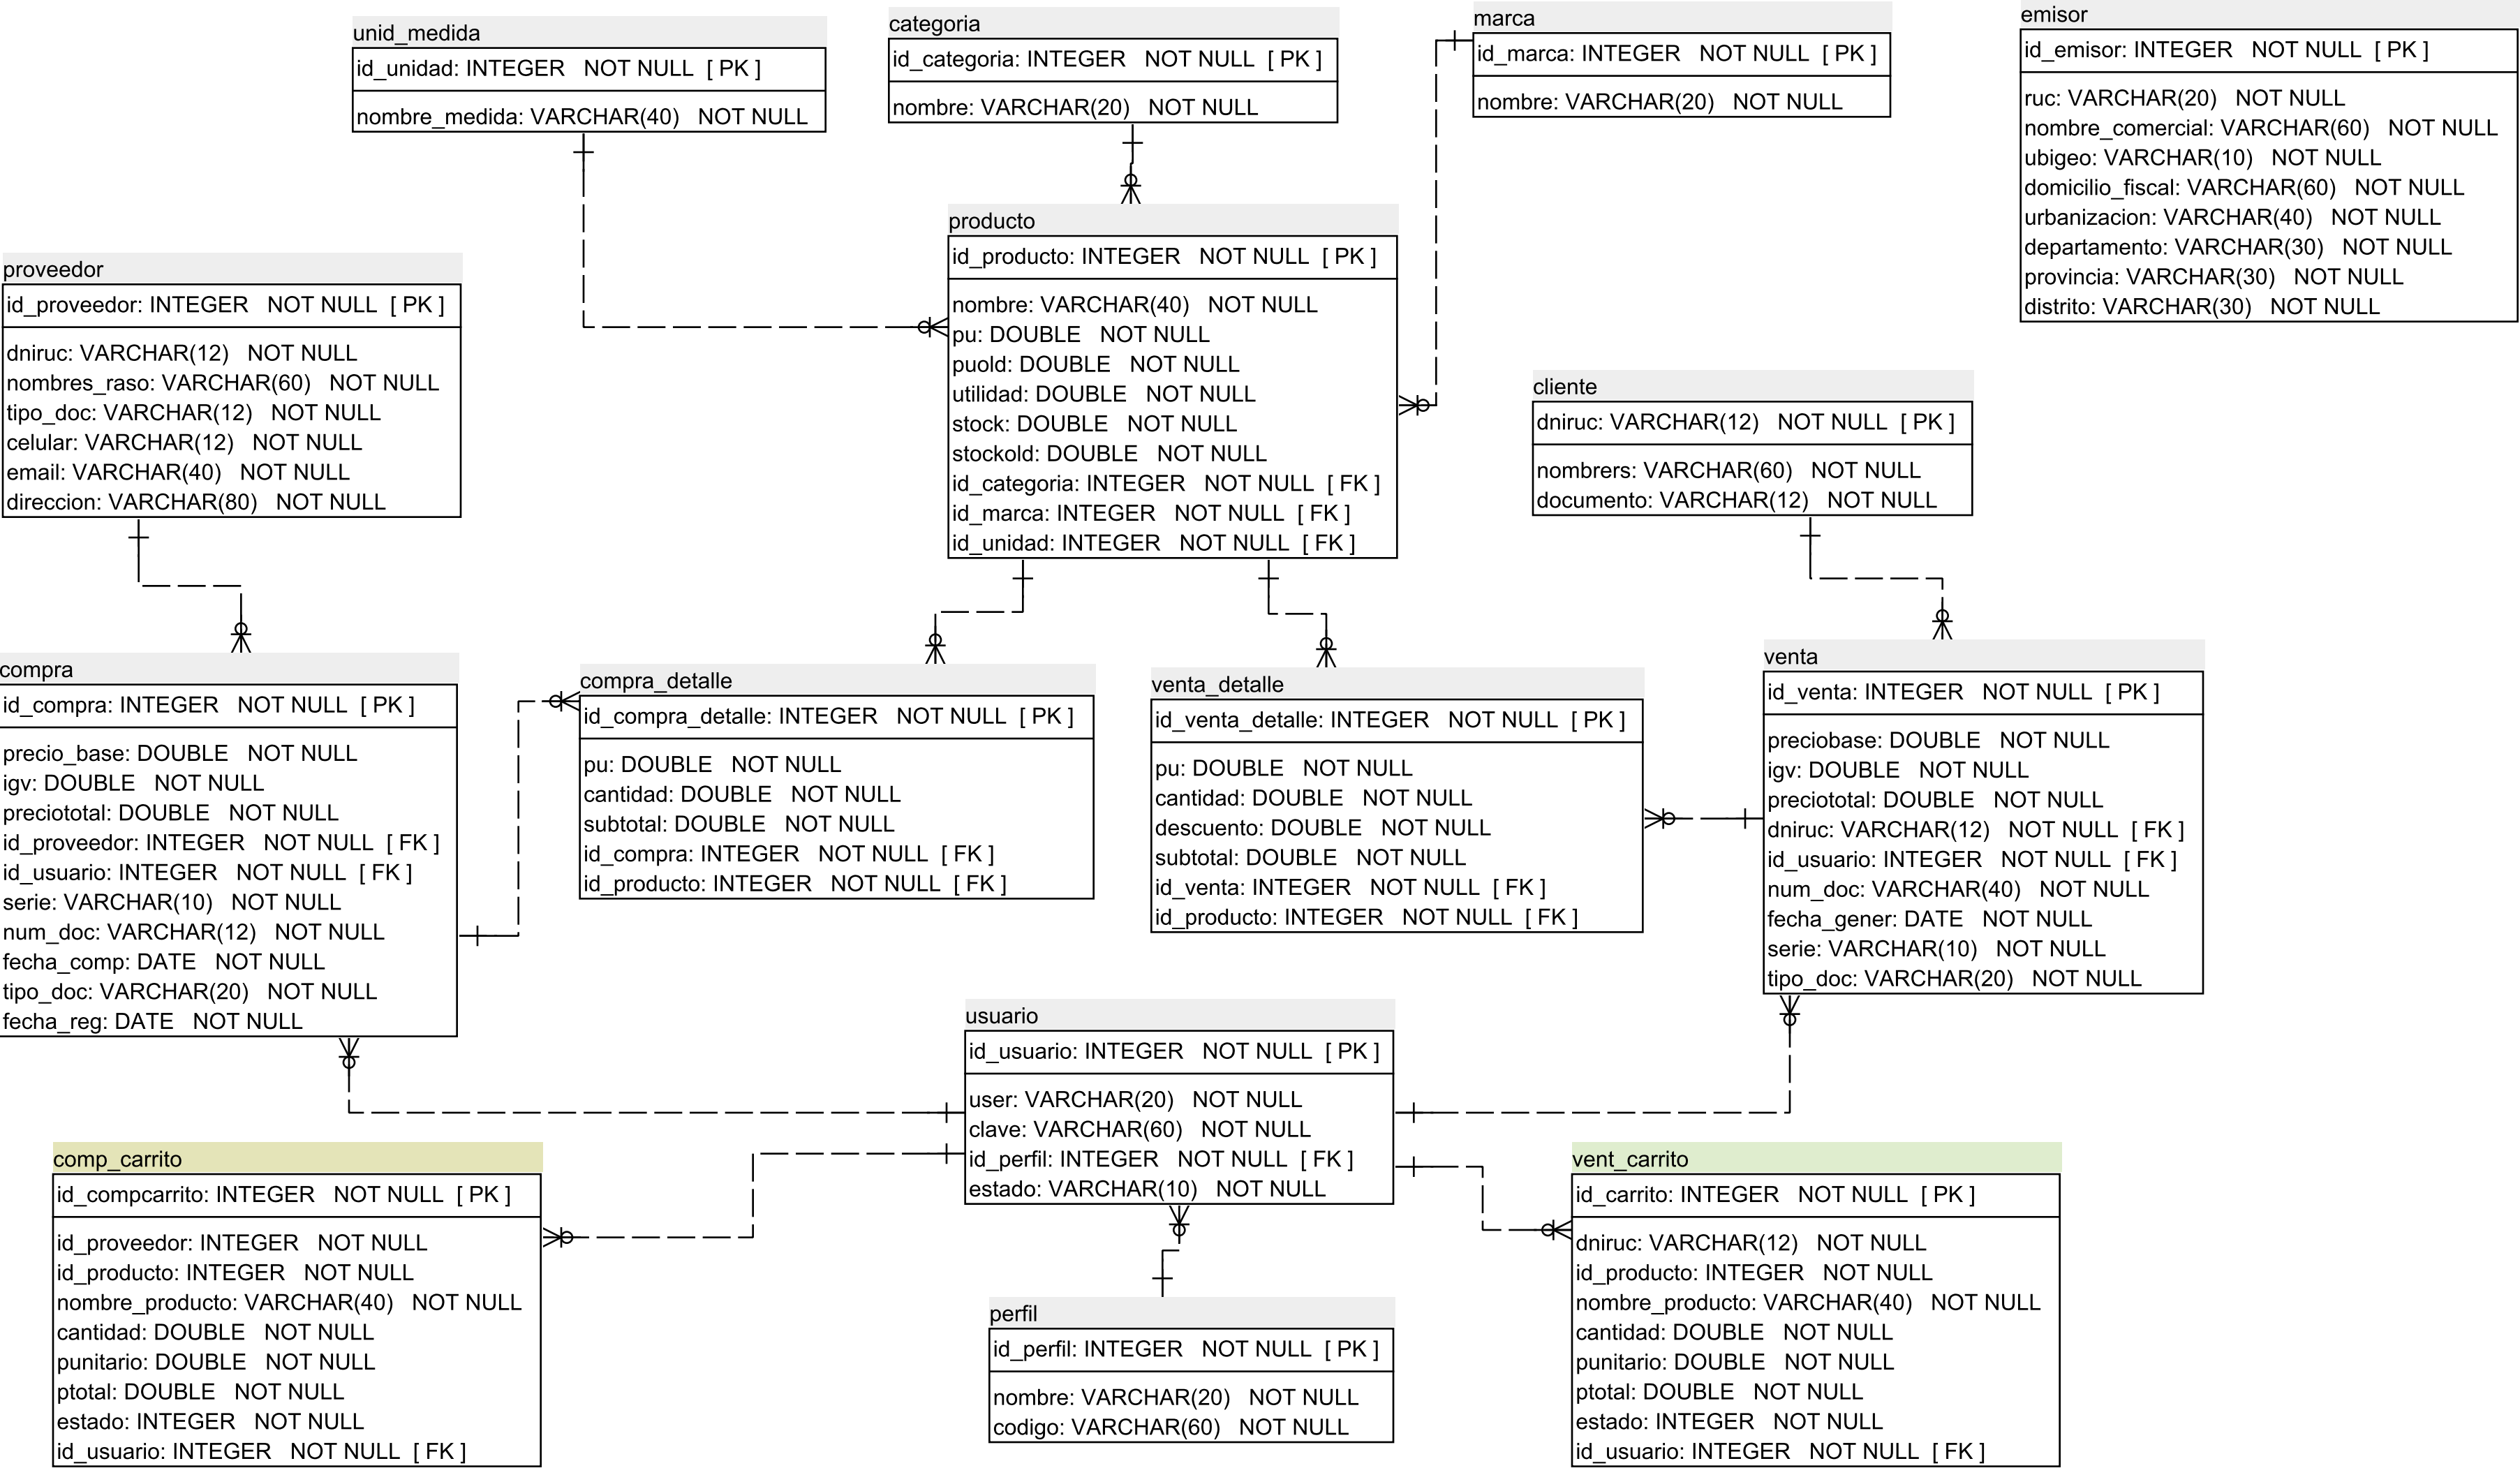 unid_medida
id_unidad: INTEGER NOT NULL [ PK ]
nombre_medida: VARCHAR(40) NOT NULL
categoria
id_categoria: INTEGER NOT NULL [ PK ]
nombre: VARCHAR(20) NOT NULL
marca
id_marca: INTEGER NOT NULL [ PK ]
nombre: VARCHAR(20) NOT NULL
emisor
id_emisor: INTEGER NOT NULL [ PK ]
ruc: VARCHAR(20) NOT NULL
nombre_comercial: VARCHAR(60) NOT NULL
ubigeo: VARCHAR(10) NOT NULL
domicilio_fiscal: VARCHAR(60) NOT NULL
urbanizacion: VARCHAR(40) NOT NULL
departamento: VARCHAR(30) NOT NULL
provincia: VARCHAR(30) NOT NULL
distrito: VARCHAR(30) NOT NULL
proveedor
id_proveedor: INTEGER NOT NULL [ PK ]
dniruc: VARCHAR(12) NOT NULL
nombres_raso: VARCHAR(60) NOT NULL
tipo_doc: VARCHAR(12) NOT NULL
celular: VARCHAR(12) NOT NULL
email: VARCHAR(40) NOT NULL
direccion: VARCHAR(80) NOT NULL
producto
id_producto: INTEGER NOT NULL [ PK ]
nombre: VARCHAR(40) NOT NULL
pu: DOUBLE NOT NULL
puold: DOUBLE NOT NULL
utilidad: DOUBLE NOT NULL
stock: DOUBLE NOT NULL
stockold: DOUBLE NOT NULL
id_categoria: INTEGER NOT NULL [ FK ]
id_marca: INTEGER NOT NULL [ FK ]
id_unidad: INTEGER NOT NULL [ FK ]
cliente
dniruc: VARCHAR(12) NOT NULL [ PK ]
nombrers: VARCHAR(60) NOT NULL
documento: VARCHAR(12) NOT NULL
compra
id_compra: INTEGER NOT NULL [ PK ]
precio_base: DOUBLE NOT NULL
igv: DOUBLE NOT NULL
preciototal: DOUBLE NOT NULL
id_proveedor: INTEGER NOT NULL [ FK ]
id_usuario: INTEGER NOT NULL [ FK ]
serie: VARCHAR(10) NOT NULL
num_doc: VARCHAR(12) NOT NULL
fecha_comp: DATE NOT NULL
tipo_doc: VARCHAR(20) NOT NULL
fecha_reg: DATE NOT NULL
compra_detalle
id_compra_detalle: INTEGER NOT NULL [ PK ]
pu: DOUBLE NOT NULL
cantidad: DOUBLE NOT NULL
subtotal: DOUBLE NOT NULL
id_compra: INTEGER NOT NULL [ FK ]
id_producto: INTEGER NOT NULL [ FK ]
venta_detalle
id_venta_detalle: INTEGER NOT NULL [ PK ]
pu: DOUBLE NOT NULL
cantidad: DOUBLE NOT NULL
descuento: DOUBLE NOT NULL
subtotal: DOUBLE NOT NULL
id_venta: INTEGER NOT NULL [ FK ]
id_producto: INTEGER NOT NULL [ FK ]
venta
id_venta: INTEGER NOT NULL [ PK ]
preciobase: DOUBLE NOT NULL
igv: DOUBLE NOT NULL
preciototal: DOUBLE NOT NULL
dniruc: VARCHAR(12) NOT NULL [ FK ]
id_usuario: INTEGER NOT NULL [ FK ]
num_doc: VARCHAR(40) NOT NULL
fecha_gener: DATE NOT NULL
serie: VARCHAR(10) NOT NULL
tipo_doc: VARCHAR(20) NOT NULL
usuario
id_usuario: INTEGER NOT NULL [ PK ]
user: VARCHAR(20) NOT NULL
clave: VARCHAR(60) NOT NULL
id_perfil: INTEGER NOT NULL [ FK ]
estado: VARCHAR(10) NOT NULL
comp_carrito
id_compcarrito: INTEGER NOT NULL [ PK ]
id_proveedor: INTEGER NOT NULL
id_producto: INTEGER NOT NULL
nombre_producto: VARCHAR(40) NOT NULL
cantidad: DOUBLE NOT NULL
punitario: DOUBLE NOT NULL
ptotal: DOUBLE NOT NULL
estado: INTEGER NOT NULL
id_usuario: INTEGER NOT NULL [ FK ]
perfil
id_perfil: INTEGER NOT NULL [ PK ]
nombre: VARCHAR(20) NOT NULL
codigo: VARCHAR(60) NOT NULL
vent_carrito
id_carrito: INTEGER NOT NULL [ PK ]
dniruc: VARCHAR(12) NOT NULL
id_producto: INTEGER NOT NULL
nombre_producto: VARCHAR(40) NOT NULL
cantidad: DOUBLE NOT NULL
punitario: DOUBLE NOT NULL
ptotal: DOUBLE NOT NULL
estado: INTEGER NOT NULL
id_usuario: INTEGER NOT NULL [ FK ]